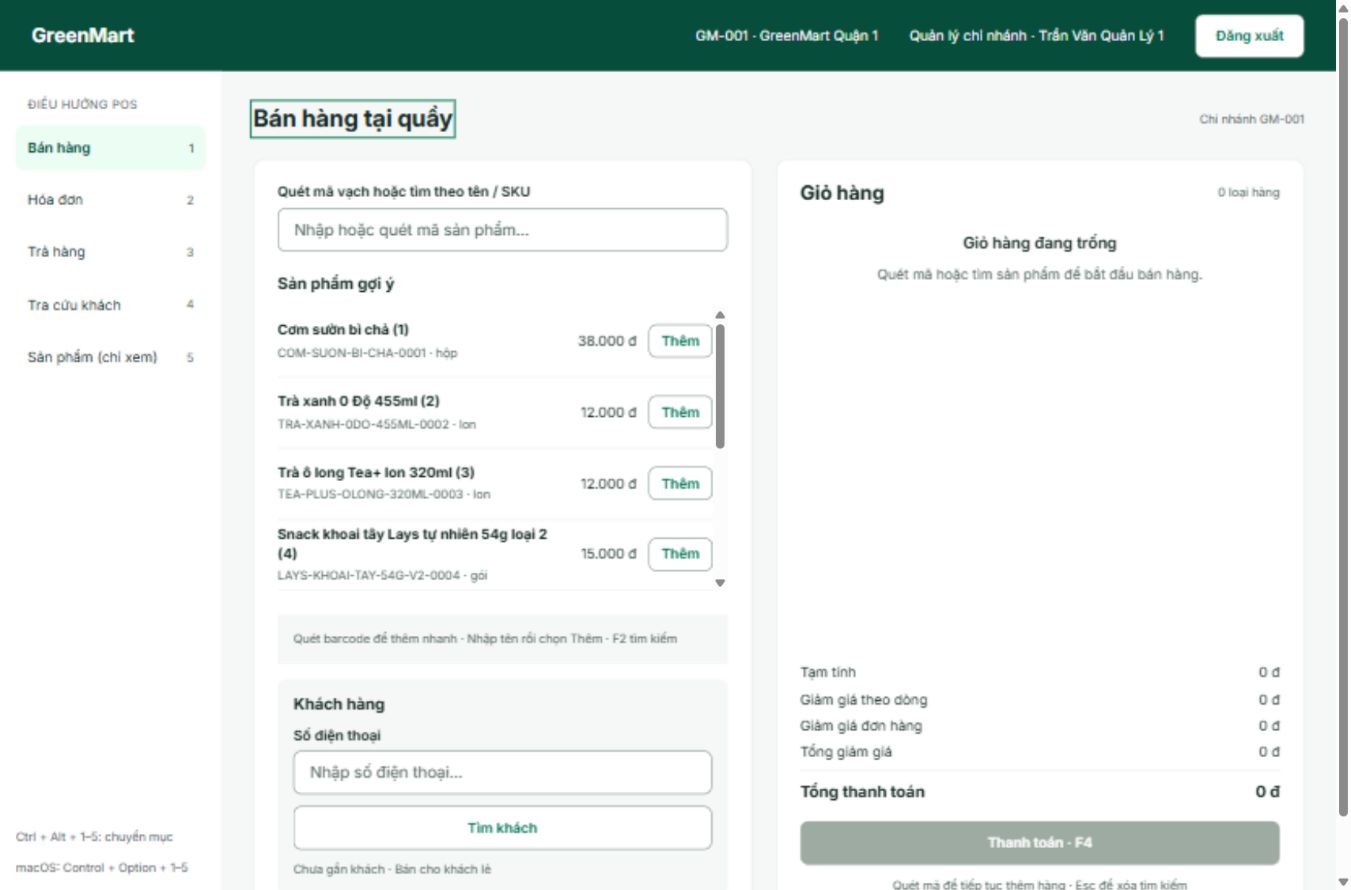 GreenMart
GM-001 · GreenMart Quận 1
Quản lý chi nhánh · Trần Văn Quản Lý 1
Đăng xuất
ĐIỀU HƯỚNG POS
Bán hàng 1
Hóa đơn 2
Trả hàng 3
Tra cứu khách 4
Sản phẩm (chỉ xem) 5
Ctrl + Alt + 1–5: chuyển mục
macOS: Control + Option + 1–5
Bán hàng tại quầy
Chi nhánh GM-001
Quét mã vạch hoặc tìm theo tên / SKU
Nhập hoặc quét mã sản phẩm...
Sản phẩm gợi ý
Cơm sườn bì chả (1)
COM-SUON-BI-CHA-0001 · hộp
38.000 đ
Thêm
Trà xanh 0 Độ 455ml (2)
TRA-XANH-0DO-455ML-0002 · lon
12.000 đ
Thêm
Trà ô long Tea+ lon 320ml (3)
TEA-PLUS-OLONG-320ML-0003 · lon
12.000 đ
Thêm
Snack khoai tây Lays tự nhiên 54g loại 2
(4)
LAYS-KHOAI-TAY-54G-V2-0004 · gói
15.000 đ
Thêm
Quét barcode để thêm nhanh · Nhập tên rồi chọn Thêm · F2 tìm kiếm
Khách hàng
Số điện thoại
Nhập số điện thoại...
Tìm khách
Chưa gắn khách · Bán cho khách lẻ
Giỏ hàng
0 loại hàng
Giỏ hàng đang trống
Quét mã hoặc tìm sản phẩm để bắt đầu bán hàng.
Tạm tính 0 đ
Giảm giá theo dòng 0 đ
Giảm giá đơn hàng 0 đ
Tổng giảm giá 0 đ
Tổng thanh toán 0 đ
Thanh toán · F4
Quét mã để tiếp tục thêm hàng · Esc để xóa tìm kiếm